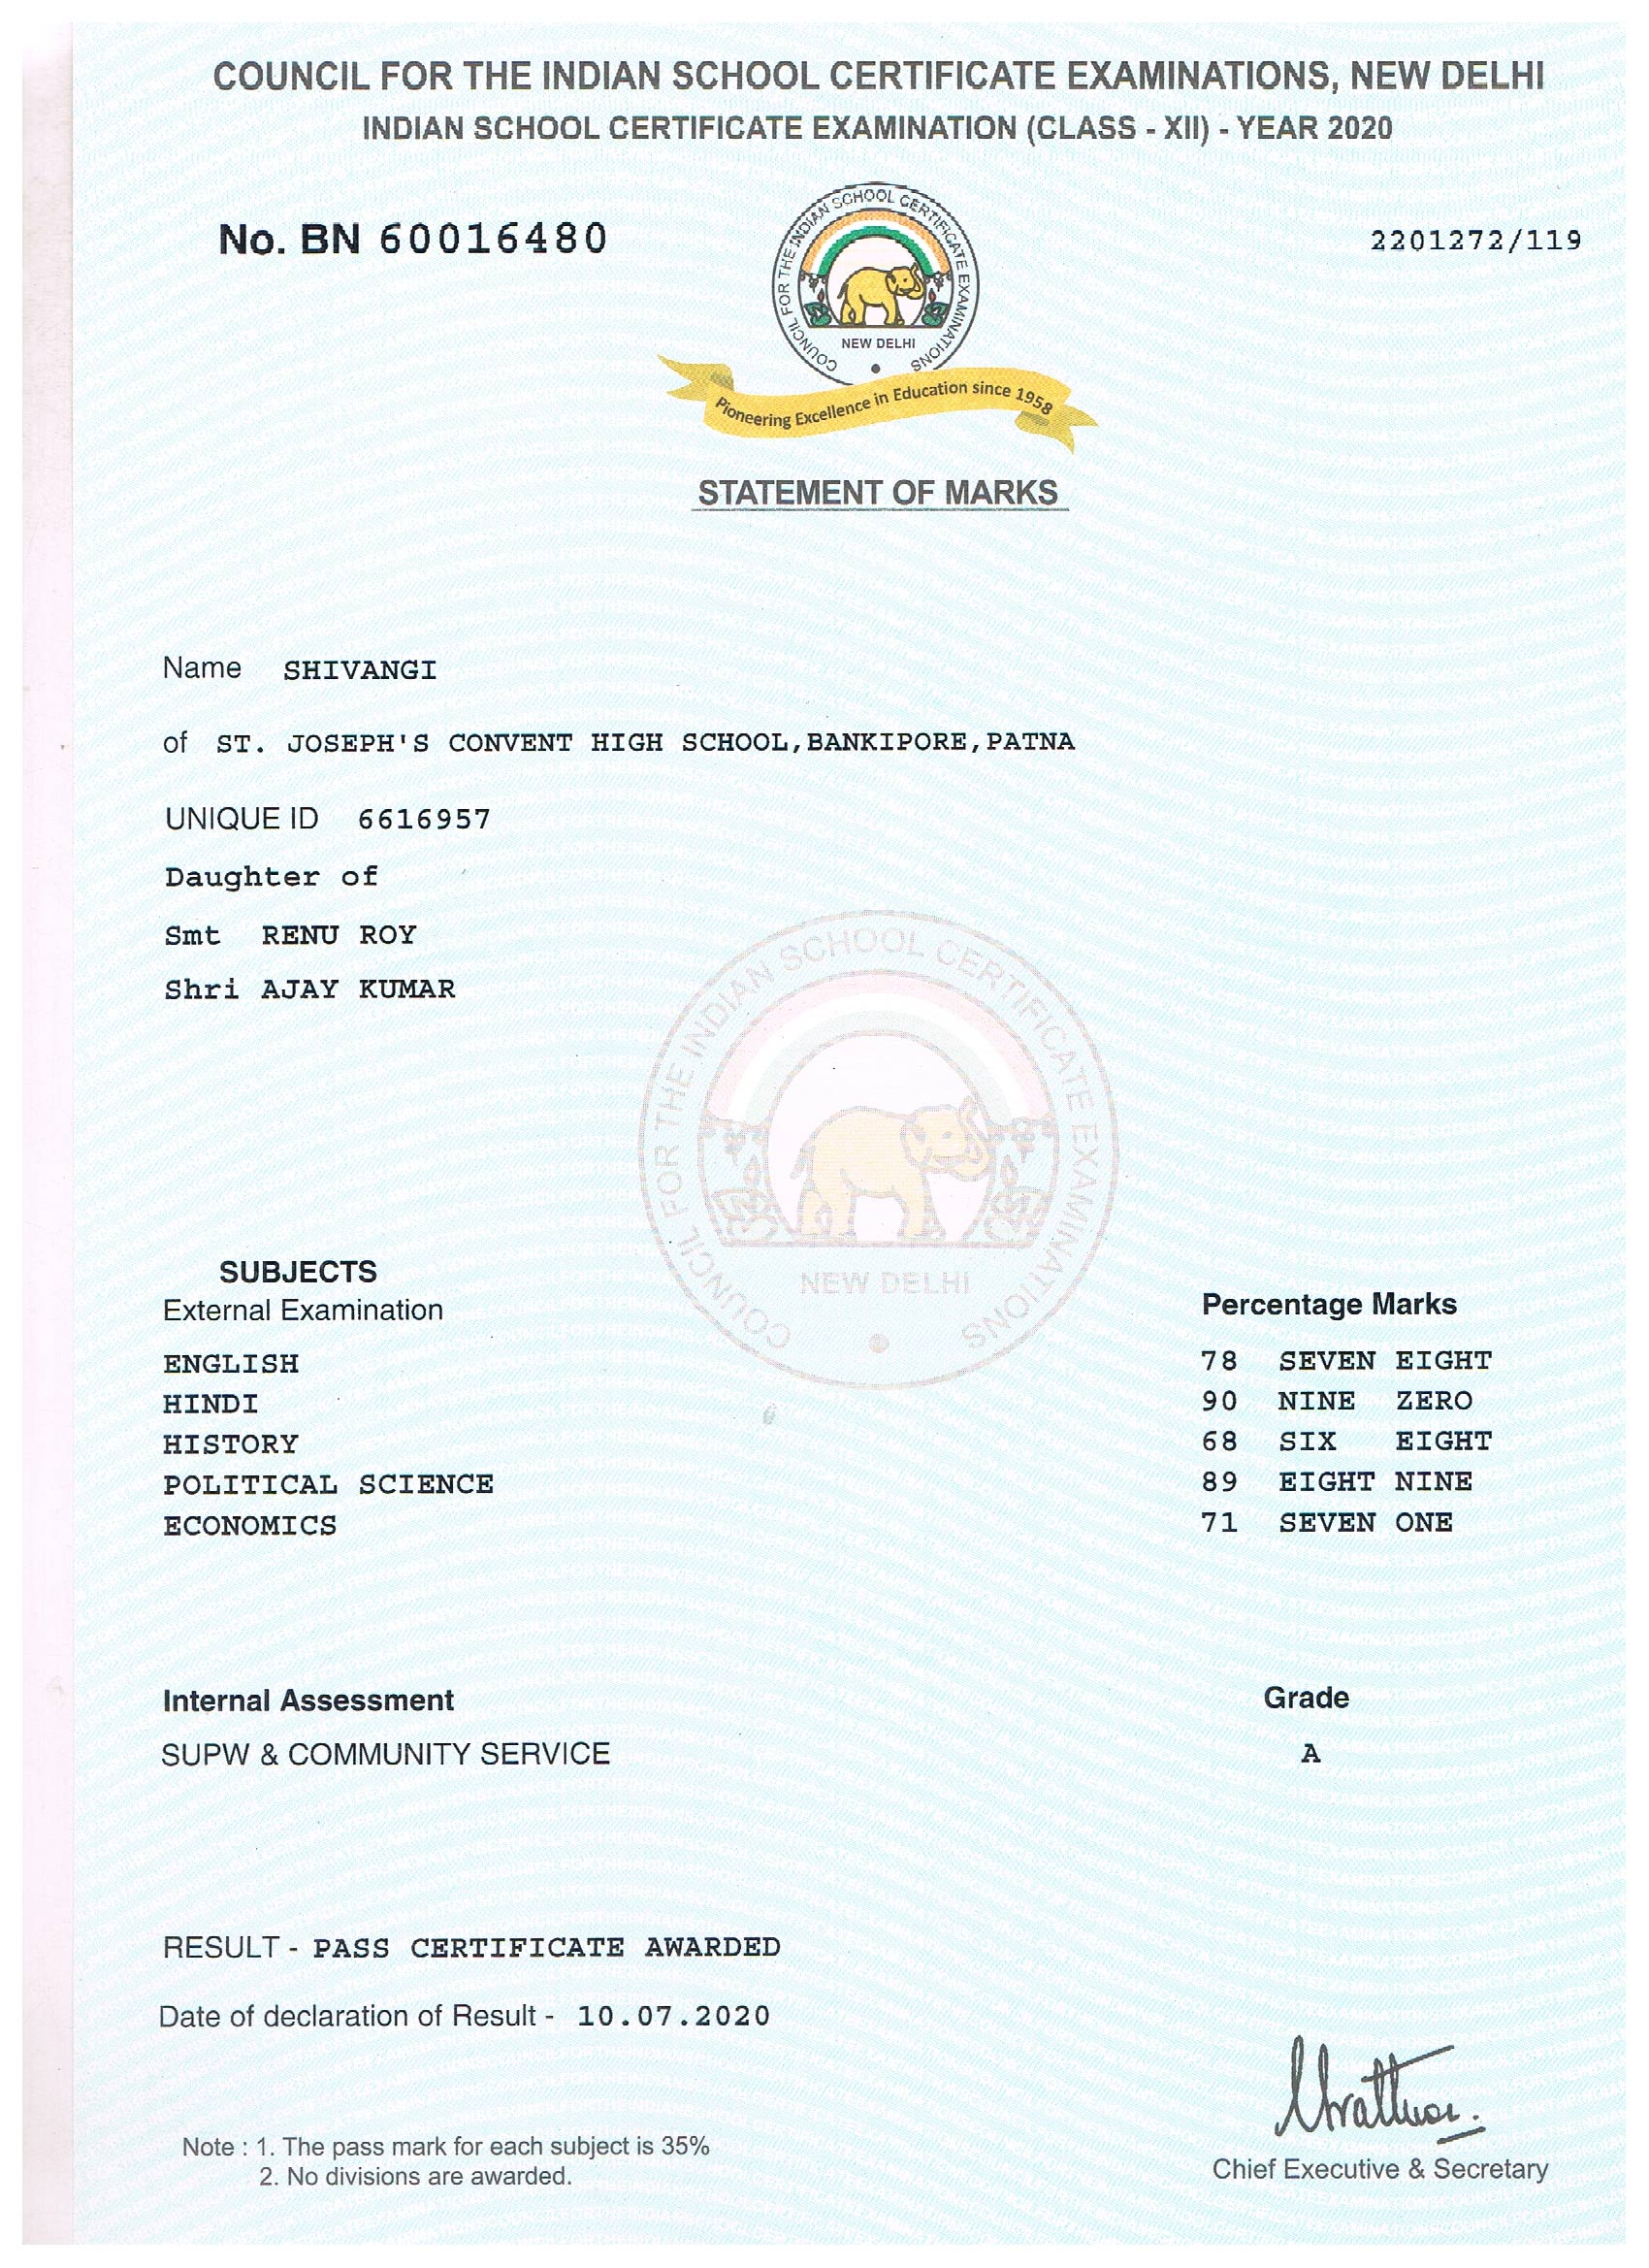 COUNCIL FOR THE INDIAN SCHOOL CERTIFICATE EXAMINATIONS, NEW DELHI
INDIAN SCHOOL CERTIFICATE EXAMINATION (CLASS - XII) - YEAR 2020
No. BN 60016480
2201272/119
COUNCIL FOR THE INDIAN SCHOOL CERTIFICATE EXAMINATIONS
NEW DELHI
Pioneering Excellence in Education since 1958
STATEMENT OF MARKS
Name SHIVANGI
of ST. JOSEPH'S CONVENT HIGH SCHOOL,BANKIPORE,PATNA
UNIQUE ID 6616957
Daughter of
Smt RENU ROY
Shri AJAY KUMAR
COUNCIL FOR THE INDIAN SCHOOL CERTIFICATE EXAMINATIONS
NEW DELHI
SUBJECTS
External Examination Percentage Marks
ENGLISH 78 SEVEN EIGHT
HINDI 90 NINE ZERO
HISTORY 68 SIX EIGHT
POLITICAL SCIENCE 89 EIGHT NINE
ECONOMICS 71 SEVEN ONE
Internal Assessment Grade
SUPW & COMMUNITY SERVICE A
RESULT - PASS CERTIFICATE AWARDED
Date of declaration of Result - 10.07.2020
Note : 1. The pass mark for each subject is 35%
2. No divisions are awarded.
Chief Executive & Secretary